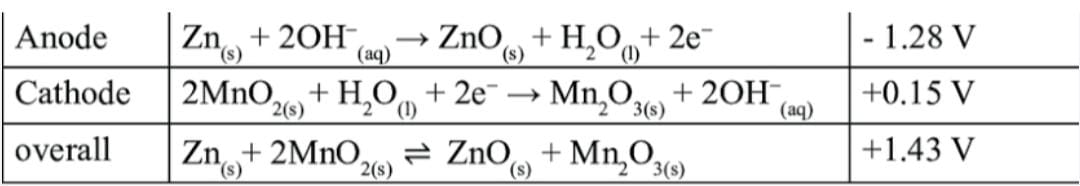 Anode Zn(s) + 2OH⁻(aq) → ZnO(s) + H₂O(l) + 2e⁻ - 1.28 V
Cathode 2MnO₂(s) + H₂O(l) + 2e⁻ → Mn₂O₃(s) + 2OH⁻(aq) +0.15 V
overall Zn(s) + 2MnO₂(s) ⇌ ZnO(s) + Mn₂O₃(s) +1.43 V